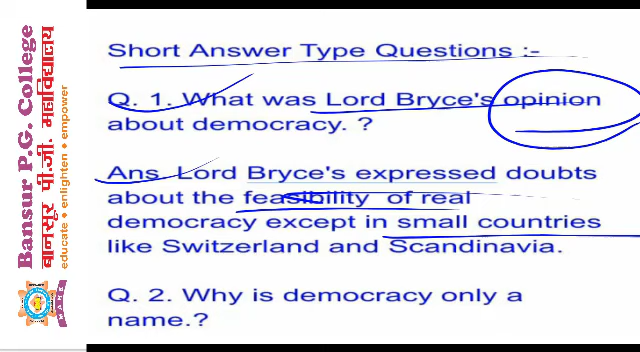 Bansur P.G. College
बानसूर पी.जी. महाविद्यालय
educate • enlighten • empower
Short Answer Type Questions :-
Q. 1. What was Lord Bryce's opinion
about democracy. ?
Ans. Lord Bryce's expressed doubts
about the feasibility of real
democracy except in small countries
like Switzerland and Scandinavia.
Q. 2. Why is democracy only a
name.?